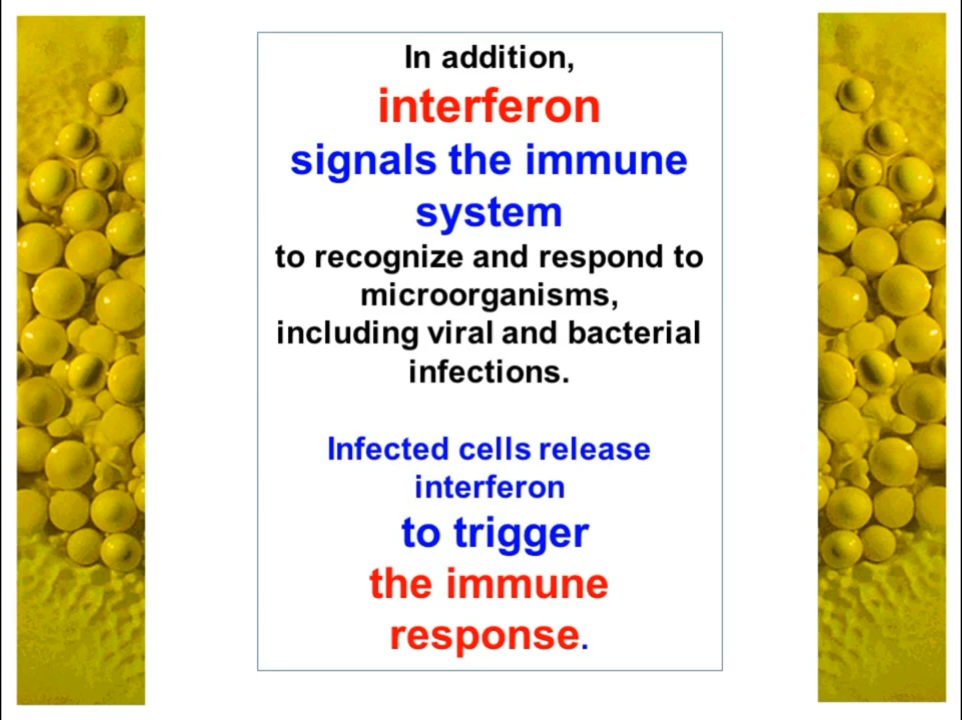 In addition,
interferon
signals the immune
system
to recognize and respond to
microorganisms,
including viral and bacterial
infections.
Infected cells release
interferon
to trigger
the immune
response.